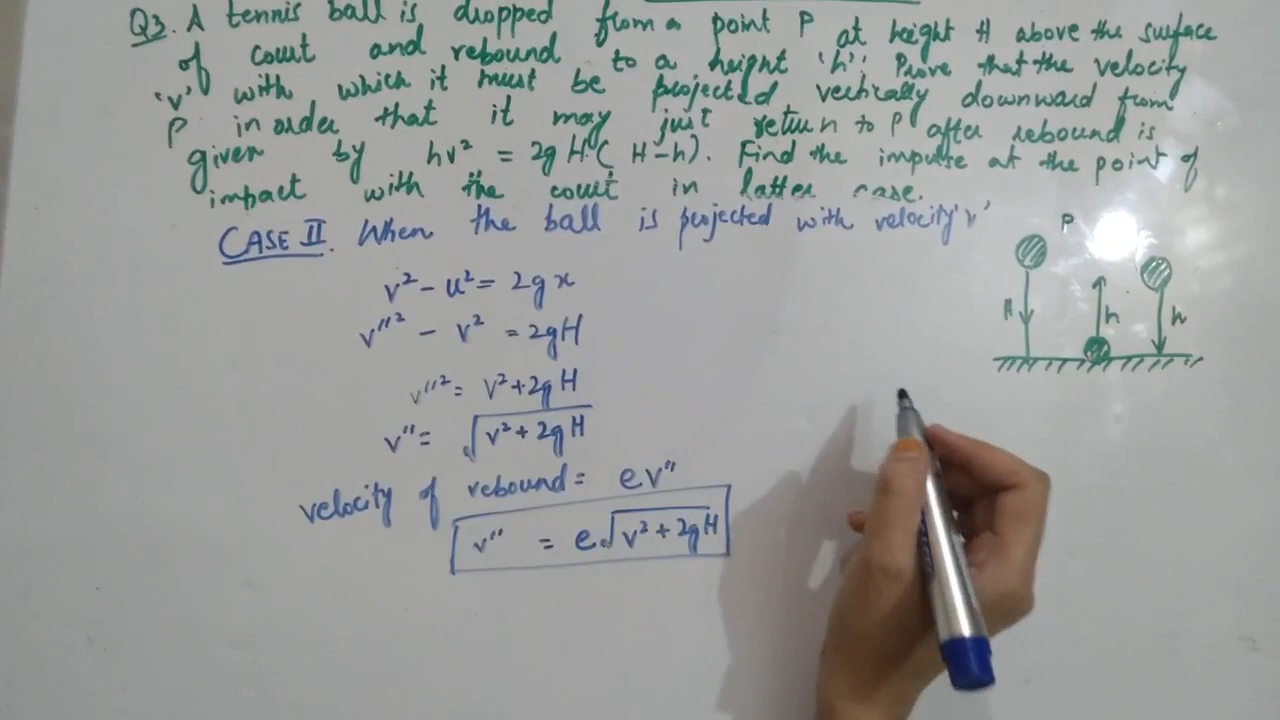 Q3. A tennis ball is dropped from a point P at height H above the surface
of court and rebound to a height 'h'. Prove that the velocity
'v' with which it must be projected vertically downward from
P in order that it may just return to P after rebound is
given by hv² = 2gH(H-h). Find the impulse at the point of
impact with the court in latter case.
CASE II. When the ball is projected with velocity 'v'
P
v² - u² = 2gx
v''² - v² = 2gH
H h h
v''² = v² + 2gH
v'' = √v² + 2gH
velocity of rebound = ev''
v'' = e√v² + 2gH